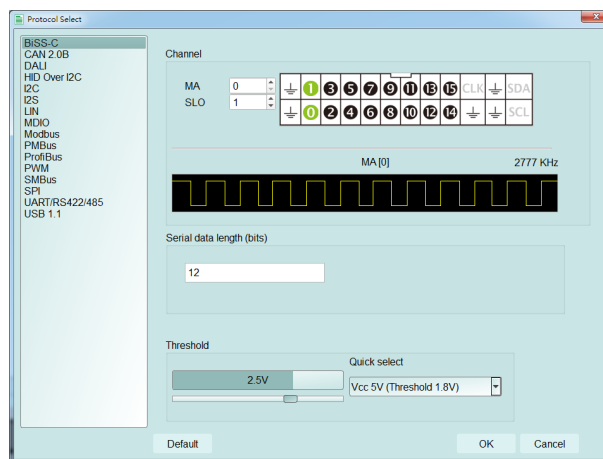 Protocol Select
BiSS-C
CAN 2.0B
DALI
HID Over I2C
I2C
I2S
LIN
MDIO
Modbus
PMBus
ProfiBus
PWM
SMBus
SPI
UART/RS422/485
USB 1.1
Channel
MA 0
SLO 1
1 3 5 7 9 11 13 15 CLK SDA
0 2 4 6 8 10 12 14 SCL
MA [0] 2777 KHz
Serial data length (bits)
12
Threshold
Quick select
2.5V
Vcc 5V (Threshold 1.8V)
Default OK Cancel